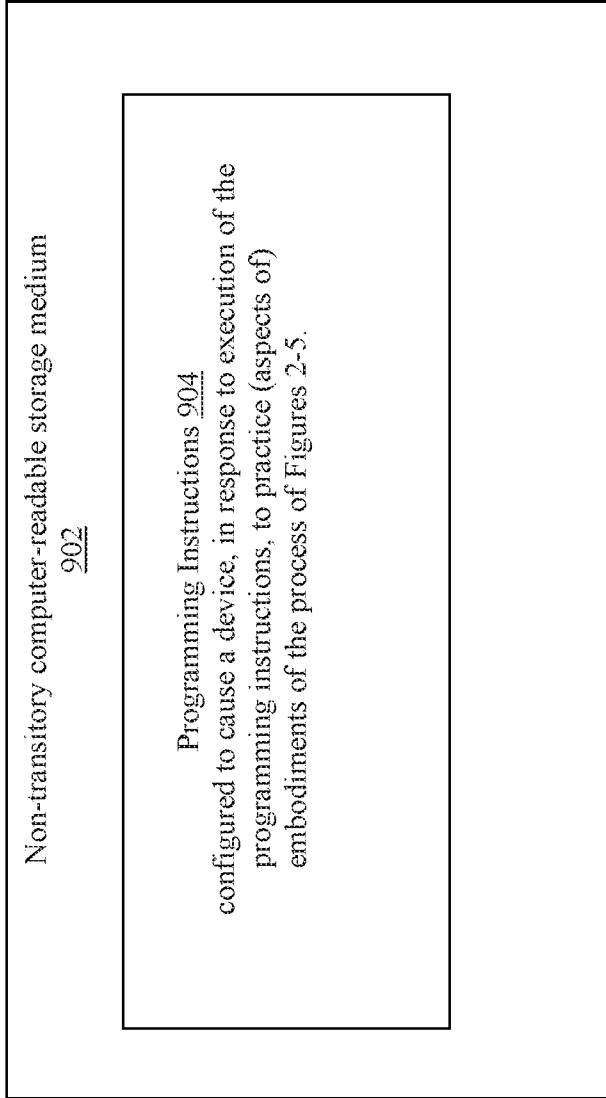 Non-transitory computer-readable storage medium
902
Programming Instructions 904
configured to cause a device, in response to execution of the
programming instructions, to practice (aspects of)
embodiments of the process of Figures 2-5.